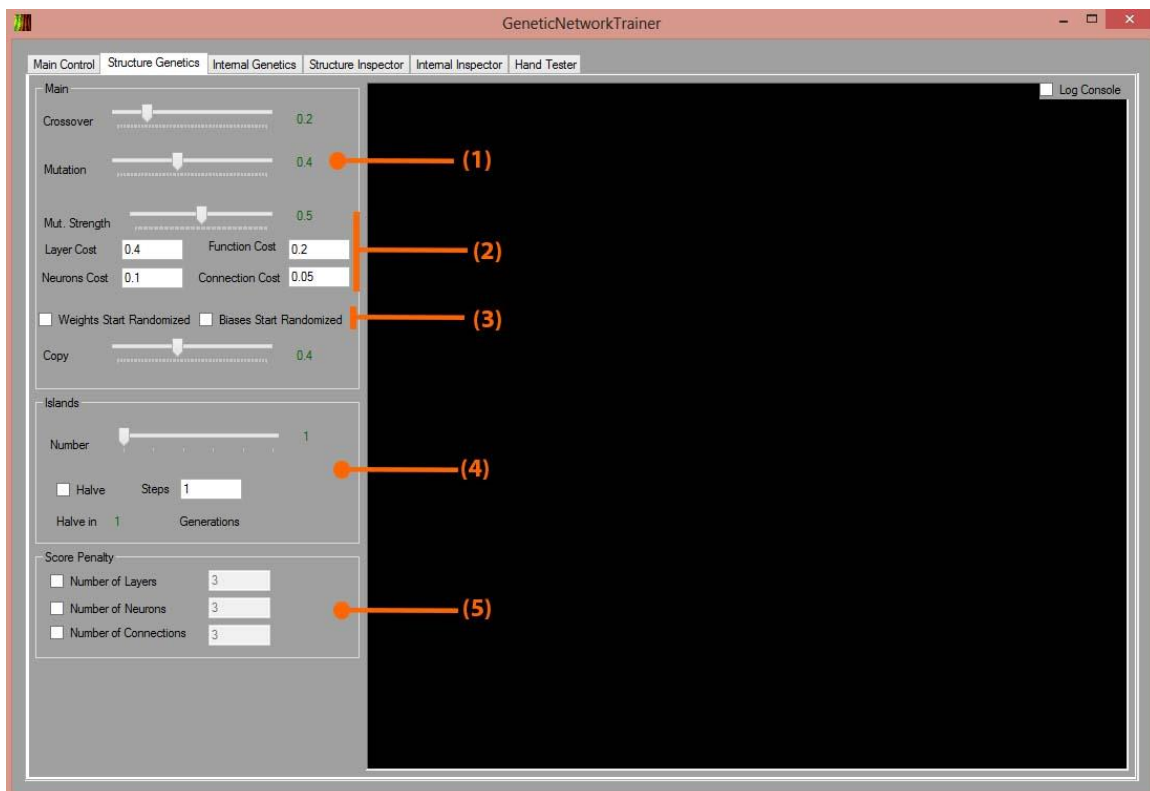 GeneticNetworkTrainer
Main Control Structure Genetics Internal Genetics Structure Inspector Internal Inspector Hand Tester
Main
Log Console
Crossover 0.2
Mutation 0.4 (1)
Mut. Strength 0.5
Layer Cost 0.4 Function Cost 0.2 (2)
Neurons Cost 0.1 Connection Cost 0.05
Weights Start Randomized Biases Start Randomized (3)
Copy 0.4
Islands
Number 1
(4)
Halve Steps 1
Halve in 1 Generations
Score Penalty
Number of Layers 3
Number of Neurons 3 (5)
Number of Connections 3